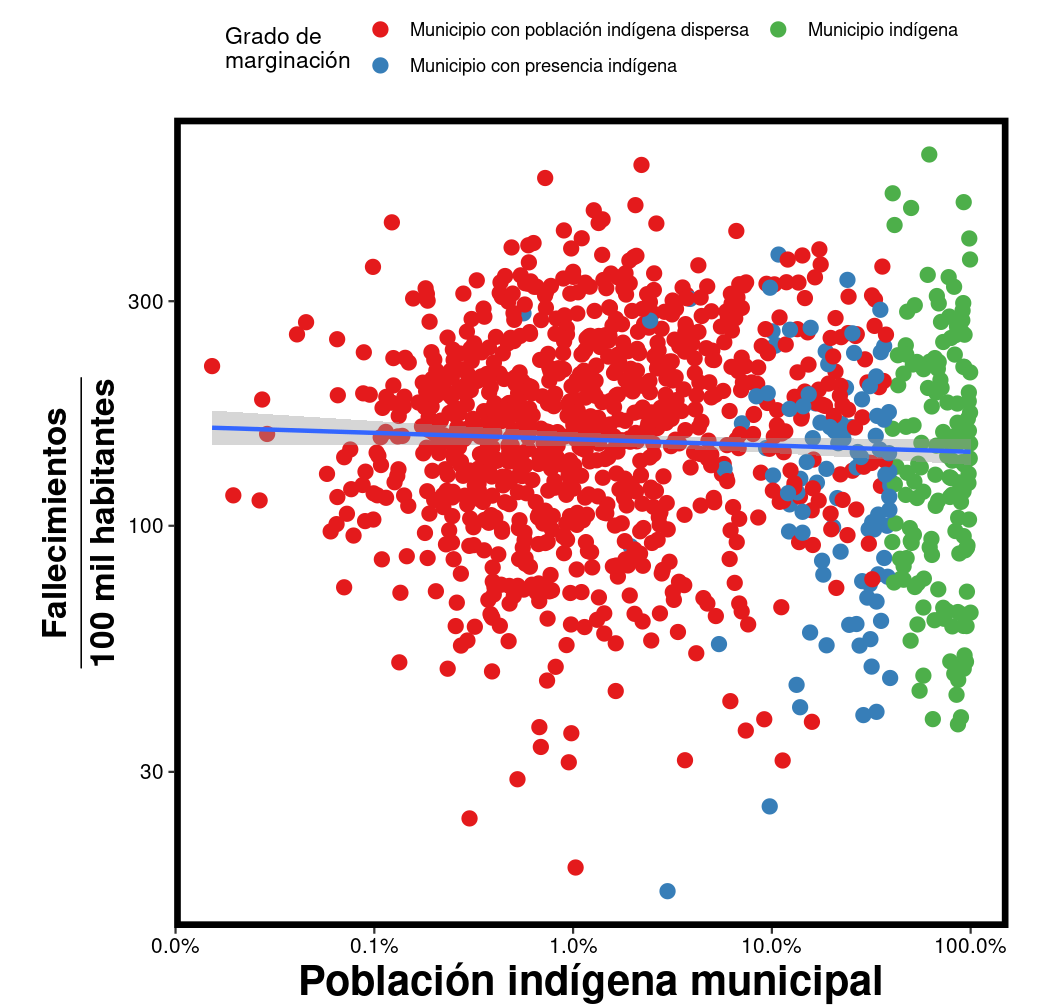 Grado de
marginación
Municipio con población indígena dispersa
Municipio indígena
Municipio con presencia indígena
Fallecimientos
100 mil habitantes
300
100
30
0.0%
0.1%
1.0%
10.0%
100.0%
Población indígena municipal